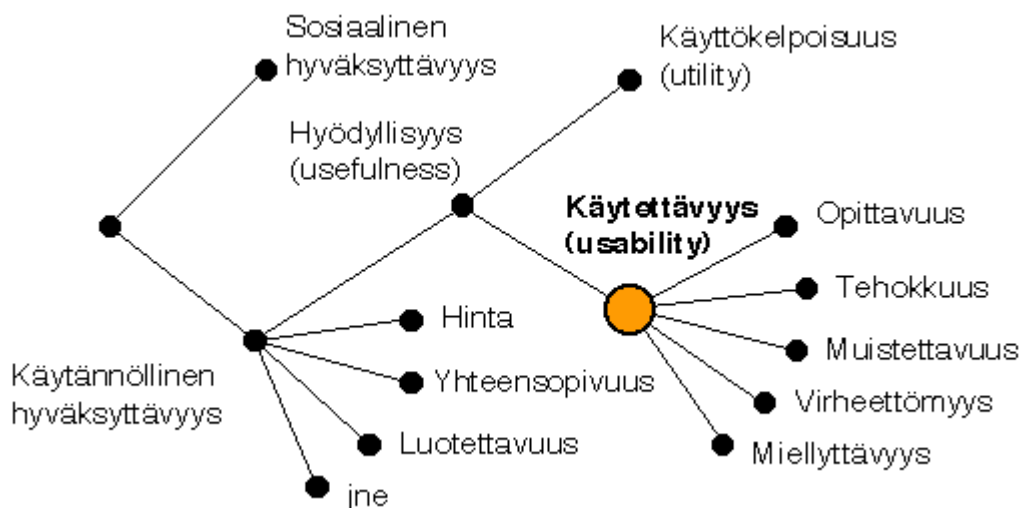 Sosiaalinen
hyväksyttävyys
Käyttökelpoisuus
(utility)
Hyödyllisyys
(usefulness)
Käytettävyys
(usability)
Opittavuus
Tehokkuus
Hinta
Muistettavuus
Käytännöllinen
hyväksyttävyys
Yhteensopivuus
Virheettömyys
Luotettavuus
Miellyttävyys
jne